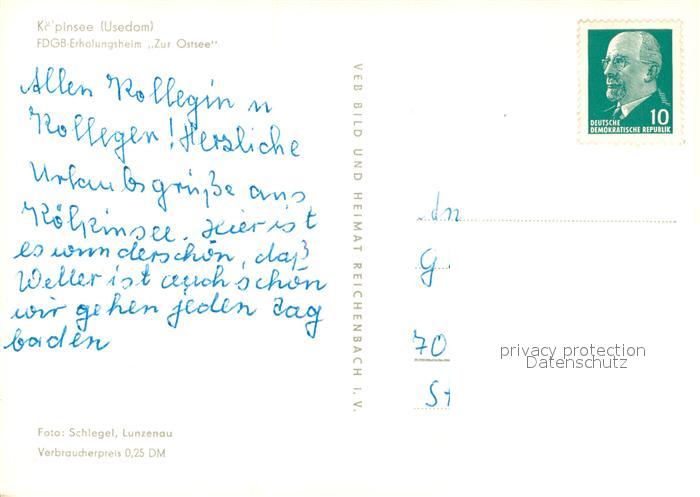 Kö'pinsee (Usedom)
FDGB-Erholungsheim „Zur Ostsee"
Allen Kollegin u
Kollegen! Herzliche
Urlaubsgrüße aus
Kölpinsee. Hier ist
es wunderschön, daß
Wetter ist auch schön
wir gehen jeden Tag
baden
Foto: Schlegel, Lunzenau
Verbraucherpreis 0,25 DM
VEB BILD UND HEIMAT REICHENBACH I. V.
10
DEUTSCHE
DEMOKRATISCHE REPUBLIK
An
G
70
St
privacy protection
Datenschutz